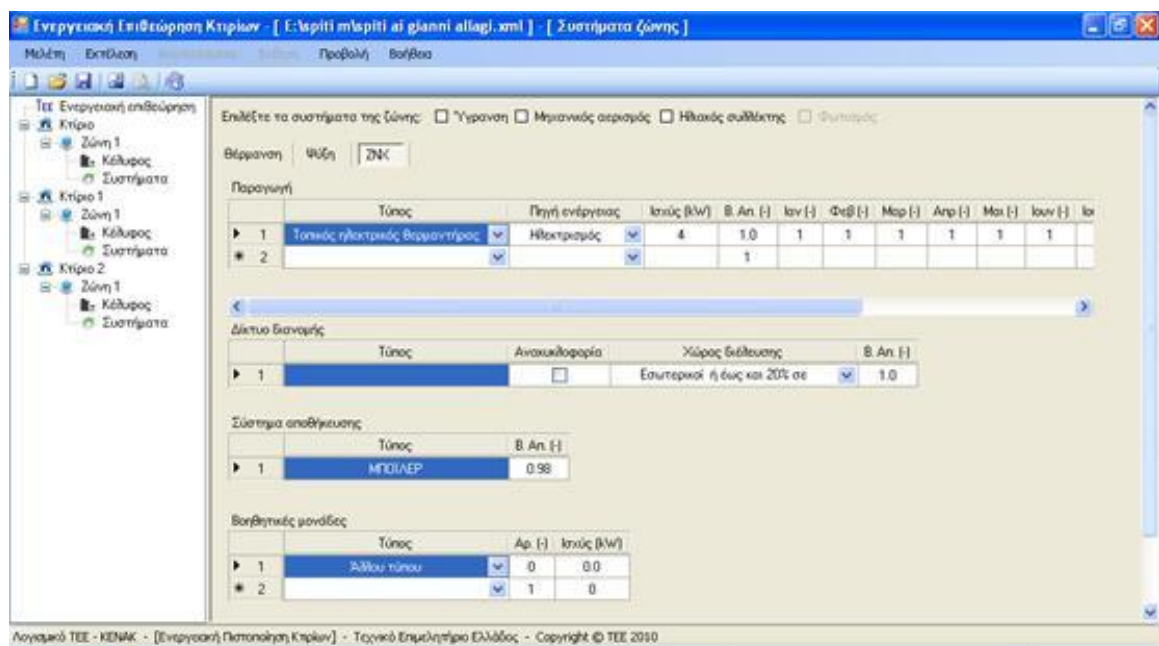 Ενεργειακή Επιθεώρηση Κτιρίων - [ E:\spiti m\spiti ai gianni allagi.xml ] - [ Συστήματα ζώνης ]
Μελέτη Εκτέλεση Προβολή Βοήθεια
TEE Ενεργειακή επιθεώρηση
Κτίριο
Ζώνη 1
Κέλυφος
Συστήματα
Κτίριο 1
Ζώνη 1
Κέλυφος
Συστήματα
Κτίριο 2
Ζώνη 1
Κέλυφος
Συστήματα
Επιλέξτε τα συστήματα της ζώνης: Ύγρανση Μηχανικός αερισμός Ηλιακός συλλέκτης Φωτισμός
Θέρμανση Ψύξη ΖΝΧ
Παραγωγή
Τύπος Πηγή ενέργειας Ισχύς (kW) Β. Απ. (-) Ιαν (-) Φεβ (-) Μαρ (-) Απρ (-) Μαι (-) Ιουν (-) Ιο
1 Τοπικός ηλεκτρικός θερμαντήρας Ηλεκτρισμός 4 1.0 1 1 1 1 1 1
2 1
Δίκτυο διανομής
Τύπος Ανακυκλοφορία Χώρος διέλευσης Β. Απ. (-)
1 Εσωτερικοί ή έως και 20% σε 1.0
Σύστημα αποθήκευσης
Τύπος Β. Απ. (-)
1 ΜΠΟΙΛΕΡ 0.98
Βοηθητικές μονάδες
Τύπος Αρ. (-) Ισχύς (kW)
1 Άλλου τύπου 0 0.0
2 1 0
Λογισμικό ΤΕΕ - ΚΕΝΑΚ - [Ενεργειακή Πιστοποίηση Κτιρίων] - Τεχνικό Επιμελητήριο Ελλάδος - Copyright © TEE 2010